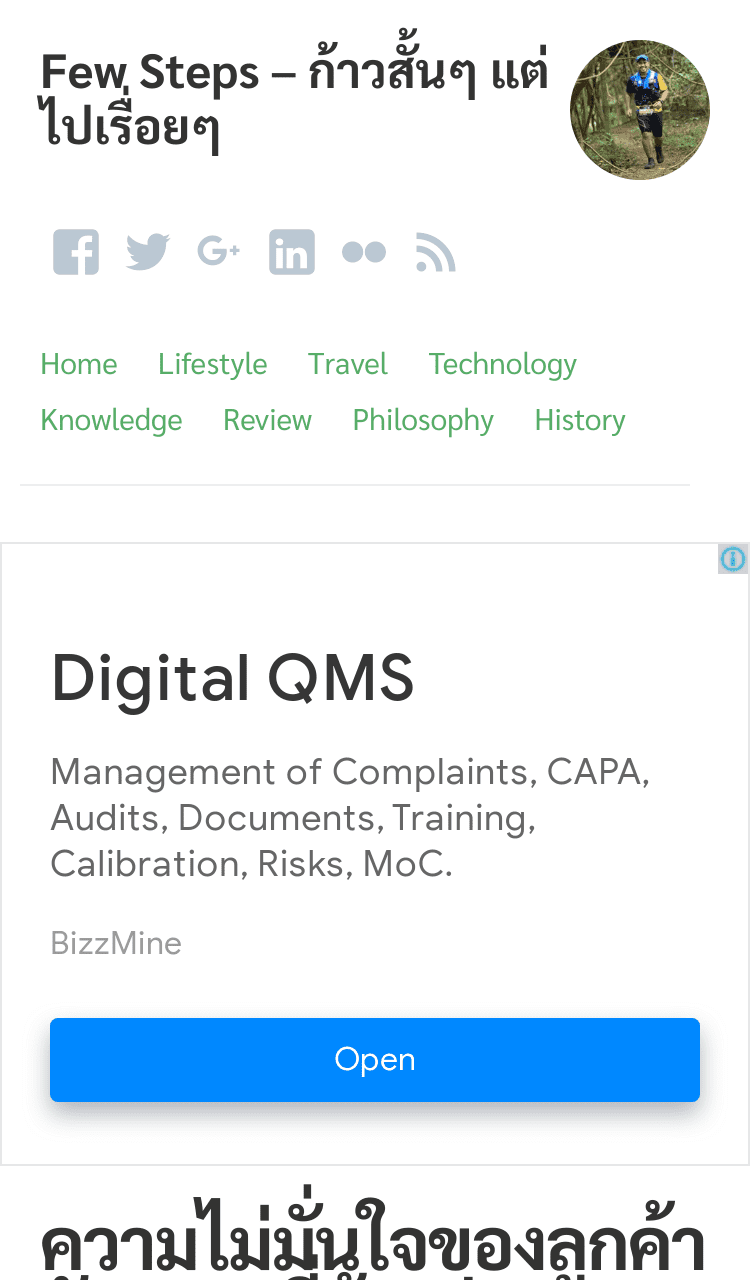 Few Steps – ก้าวสั้นๆ แต่
ไปเรื่อยๆ
Home Lifestyle Travel Technology
Knowledge Review Philosophy History
Digital QMS
Management of Complaints, CAPA,
Audits, Documents, Training,
Calibration, Risks, MoC.
BizzMine
Open
ความไม่มั่นใจของลูกค้า